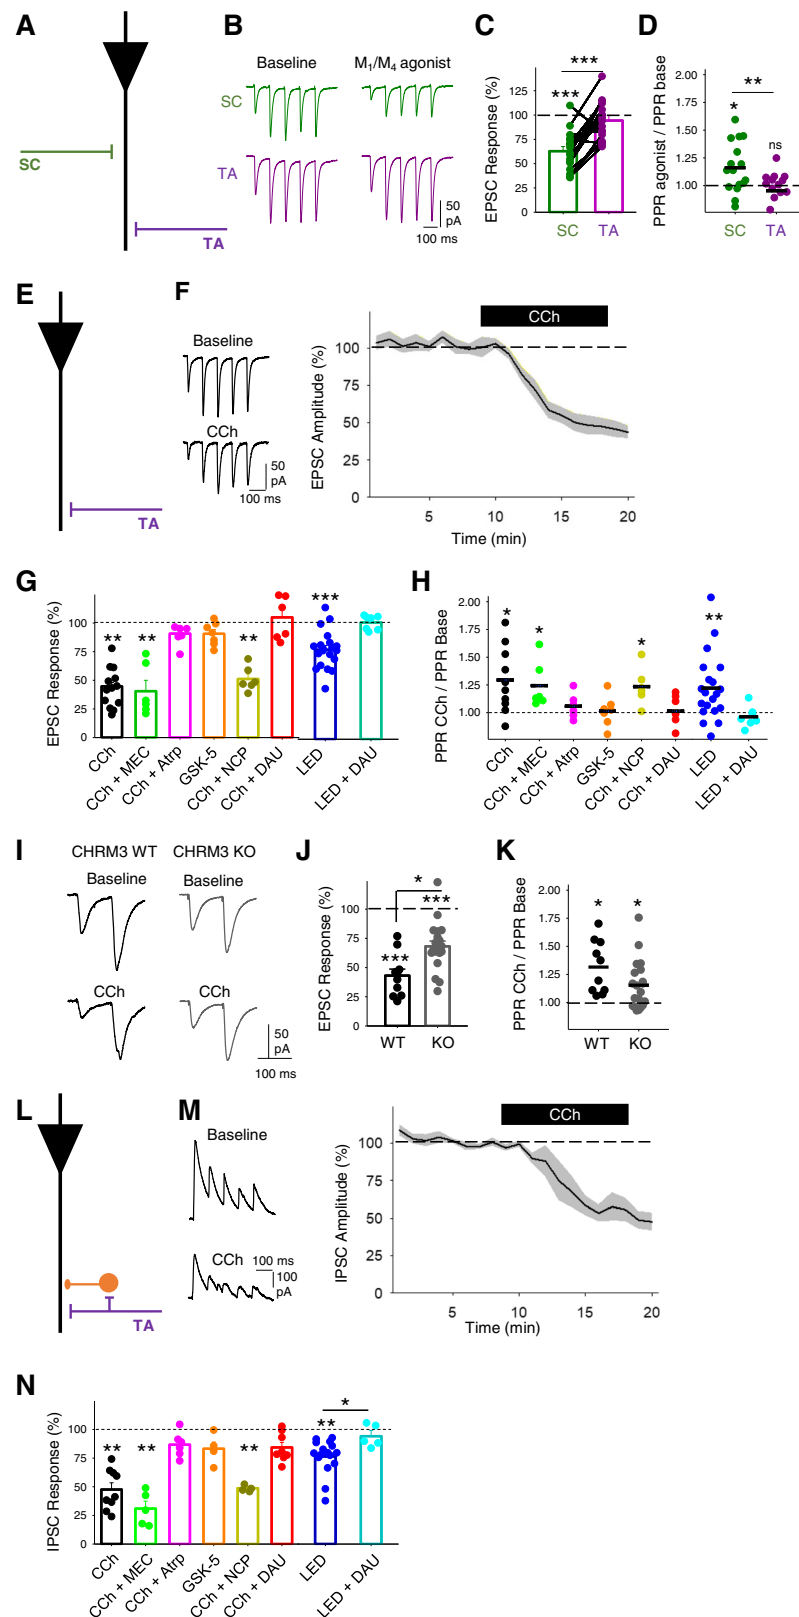 A
SC
TA
B
Baseline
M1/M4 agonist
SC
TA
50
pA
100 ms
C
EPSC Response (%)
125
100
75
50
25
0
***
***
SC
TA
D
PPR agonist / PPR base
2.00
1.75
1.50
1.25
1.00
**
*
ns
SC
TA
E
TA
F
Baseline
CCh
50
pA
100 ms
EPSC Amplitude (%)
100
75
50
25
0
CCh
5
10
15
20
Time (min)
G
EPSC Response (%)
100
75
50
25
0
**
**
**
***
CCh
CCh + MEC
CCh + Atrp
GSK-5
CCh + NCP
CCh + DAU
LED
LED + DAU
H
PPR CCh / PPR Base
2.00
1.75
1.50
1.25
1.00
*
*
*
**
CCh
CCh + MEC
CCh + Atrp
GSK-5
CCh + NCP
CCh + DAU
LED
LED + DAU
I
CHRM3 WT
CHRM3 KO
Baseline
Baseline
CCh
CCh
50
pA
100 ms
J
EPSC Response (%)
100
75
50
25
0
*
***
***
WT
KO
K
PPR CCh / PPR Base
2.00
1.75
1.50
1.25
1.00
*
*
WT
KO
L
TA
M
Baseline
CCh
100 ms
100
pA
IPSC Amplitude (%)
100
75
50
25
0
CCh
5
10
15
20
Time (min)
N
IPSC Response (%)
100
75
50
25
0
**
**
**
**
*
CCh
CCh + MEC
CCh + Atrp
GSK-5
CCh + NCP
CCh + DAU
LED
LED + DAU